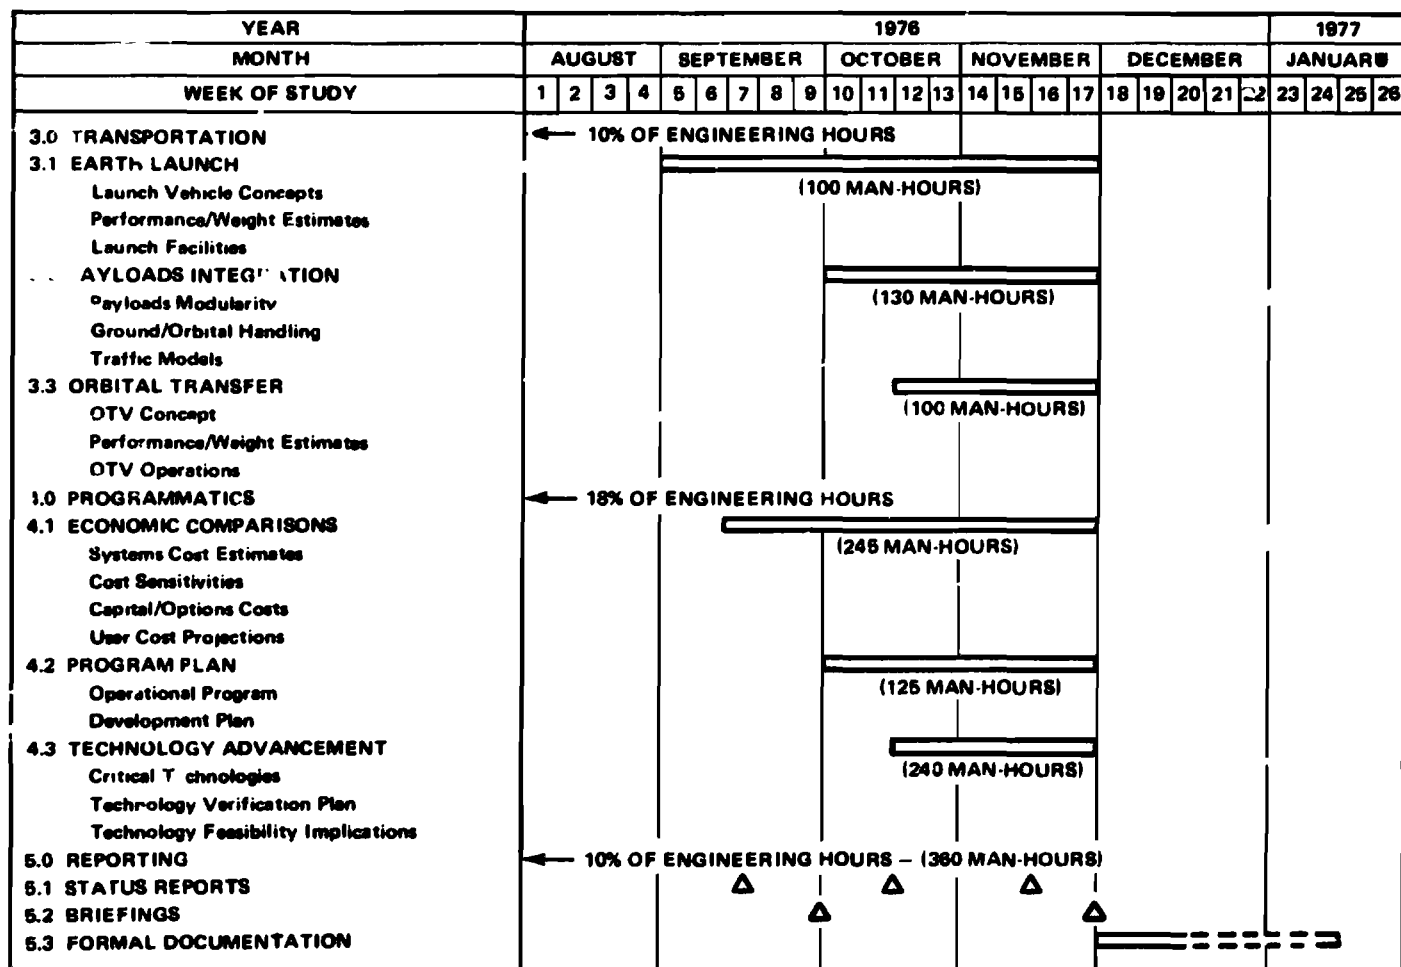 YEAR 1976 1977
MONTH AUGUST SEPTEMBER OCTOBER NOVEMBER DECEMBER
WEEK OF STUDY 1 2 3 4 5 6 7 8 9 10 11 12 13 14 15 16 17 18 19 20 21 22 23 24 25 26
3.0 TRANSPORTATION 10% OF ENGINEERING HOURS
3.1 EARTH LAUNCH
(100 MAN-HOURS)
Launch Vehicle Concepts
Performance/Weight Estimates
Launch Facilities
(130 MAN-HOURS)
Payloads Modularity
Ground/Orbital Handling
Traffic Models
3.3 ORBITAL TRANSFER
(100 MAN-HOURS)
OTV Concept
Performance/Weight Estimates
OTV Operations
PROGRAMMATICS 18% OF ENGINEERING HOURS
4.1 ECONOMIC COMPARISONS
(245 MAN-HOURS)
Systems Cost Estimates
Cost Sensitivities
Capital/Options Costs
User Cost Projections
4.2 PROGRAM PLAN
(125 MAN-HOURS)
Operational Program
Development Plan
4.3 TECHNOLOGY ADVANCEMENT
(240 MAN-HOURS)
Critical
Technology Verification Plan
Technology Feasibility Implications
5.0 REPORTING 10% OF ENGINEERING HOURS – (360 MAN-HOURS)
5.1 STATUS REPORTS
5.2 BRIEFINGS
5.3 FORMAL DOCUMENTATION